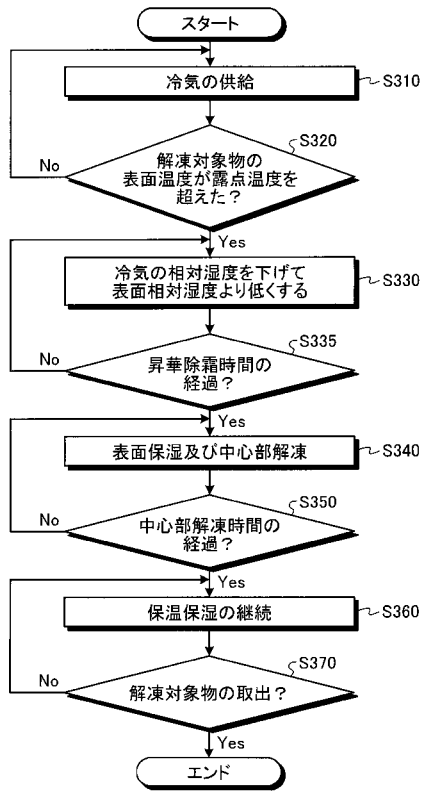 スタート
冷気の供給
S310
S320
解凍対象物の
表面温度が露点温度を
超えた？
No
Yes
冷気の相対湿度を下げて
表面相対湿度より低くする
S330
S335
昇華除霜時間の
経過？
No
Yes
表面保湿及び中心部解凍
S340
S350
中心部解凍時間の
経過？
No
Yes
保温保湿の継続
S360
S370
解凍対象物の取出？
No
Yes
エンド